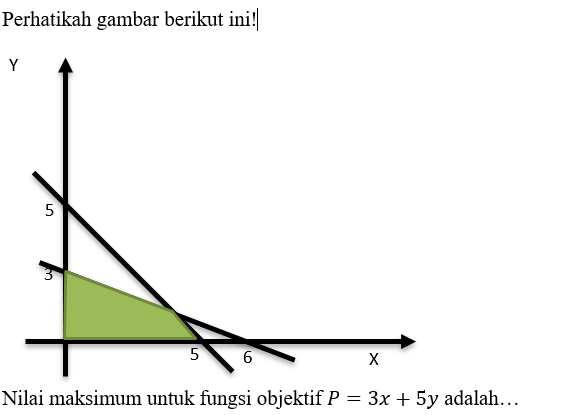 Perhatikah gambar berikut ini!
Y
5
3
5
6
X
Nilai maksimum untuk fungsi objektif P = 3x + 5y adalah…